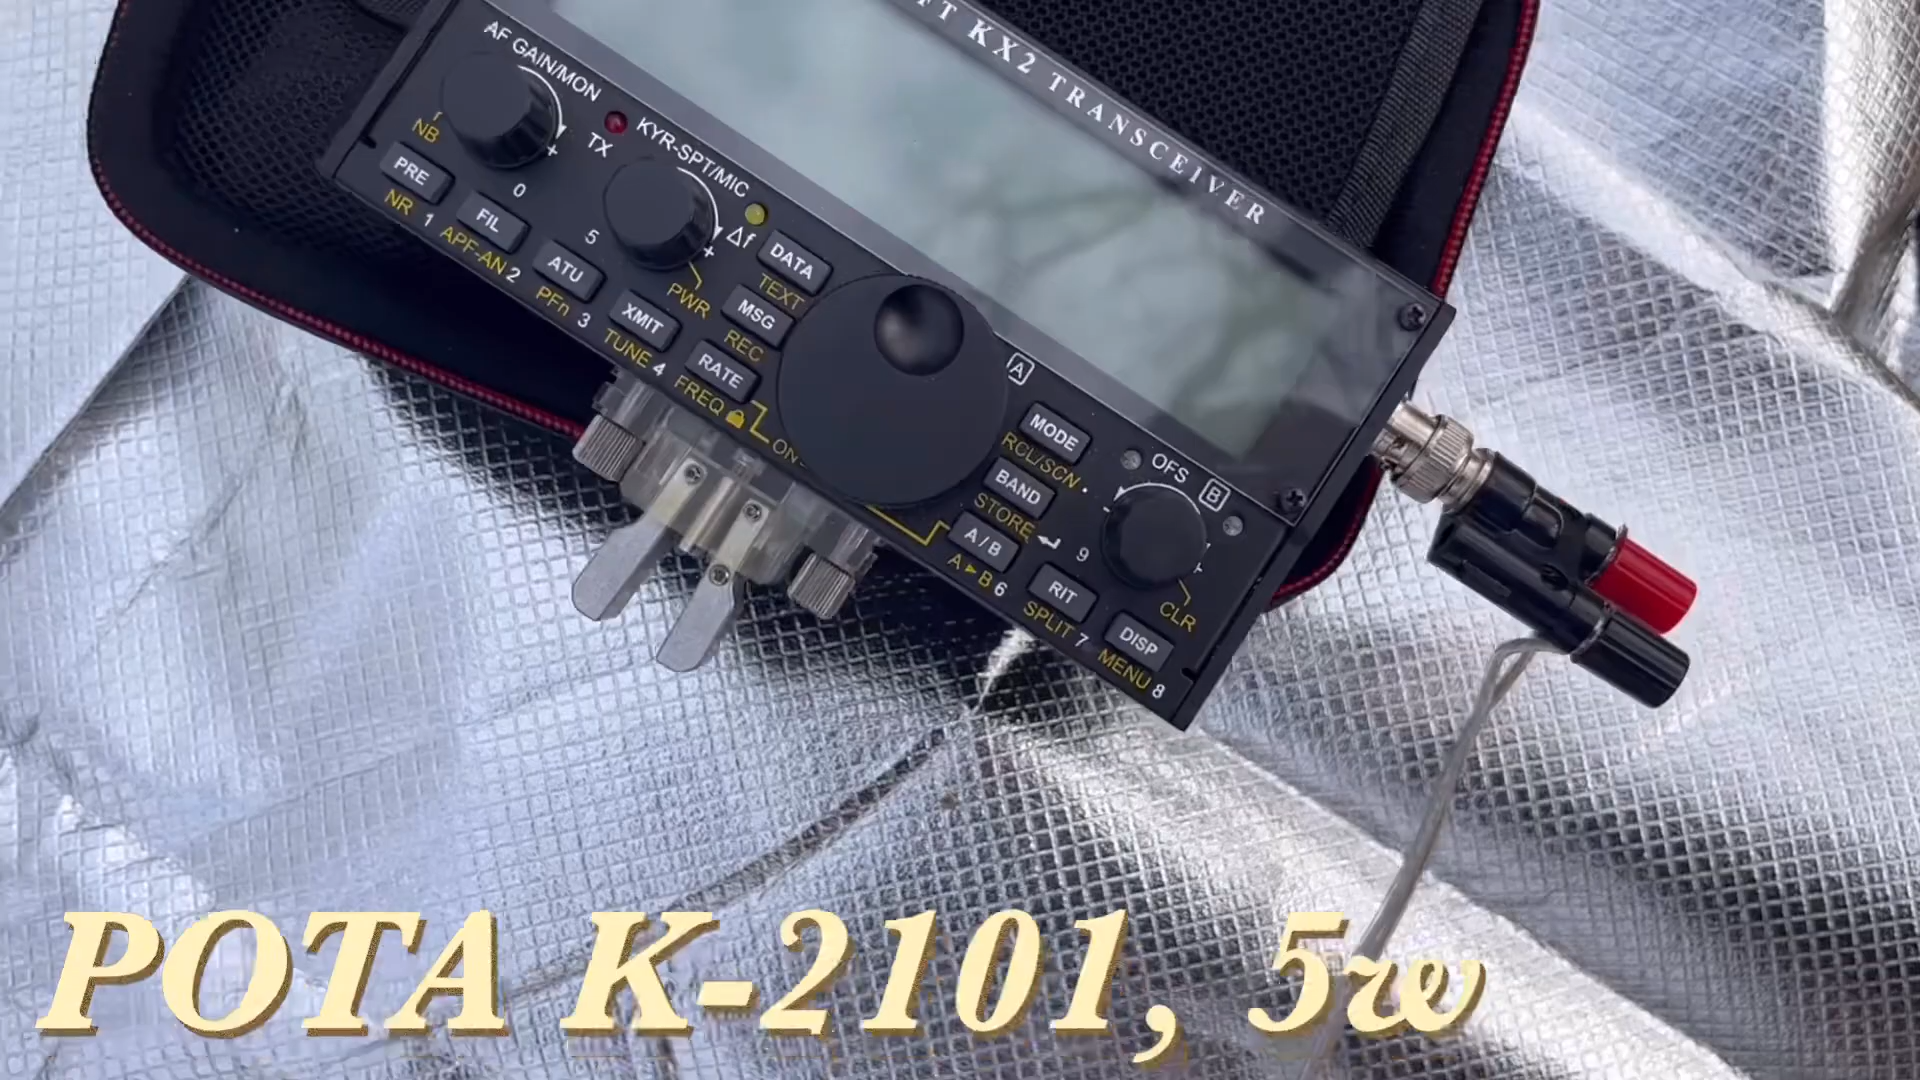 KX2 TRANSCEIVER
AF GAIN/MON
NB
TX
KYR-SPT/MIC
PRE
NR 1
0
FIL
APF-AN 2
5
Δf
DATA
TEXT
ATU
PFn 3
PWR
MSG
REC
XMIT
TUNE 4
RATE
FREQ
ON
A
MODE
RCL/SCN
OFS
B
BAND
STORE
9
A/B
A▸B 6
RIT
SPLIT 7
CLR
DISP
MENU 8
POTA K-2101, 5w